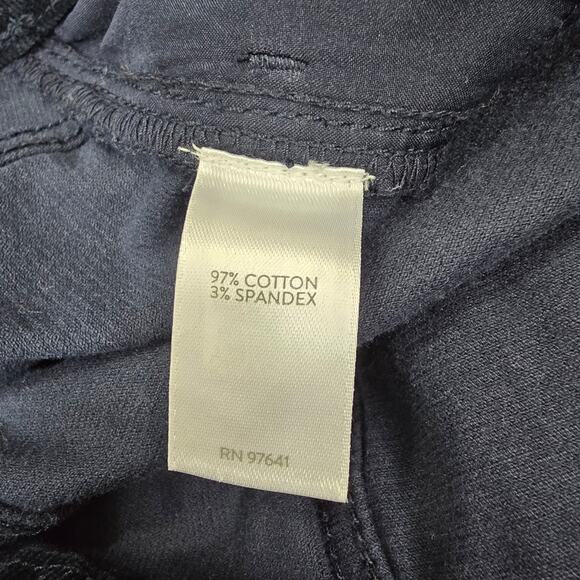 97% COTTON
3% SPANDEX
RN 97641